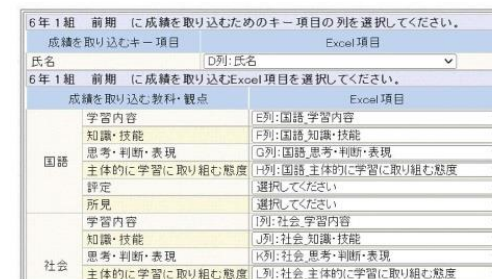 6年1組 前期 に成績を取り込むためのキー項目の列を選択してください。
成績を取り込むキー項目 Excel項目
氏名 D列:氏名
6年1組 前期 に成績を取り込むExcel項目を選択してください。
成績を取り込む教科・観点 Excel項目
学習内容 E列:国語_学習内容
知識・技能 F列:国語_知識・技能
思考・判断・表現 G列:国語_思考・判断・表現
国語 主体的に学習に取り組む態度 H列:国語_主体的に学習に取り組む態度
評定 選択してください
所見 選択してください
学習内容 I列:社会_学習内容
知識・技能 J列:社会_知識・技能
思考・判断・表現 K列:社会_思考・判断・表現
社会 主体的に学習に取り組む態度 L列:社会_主体的に学習に取り組む態度